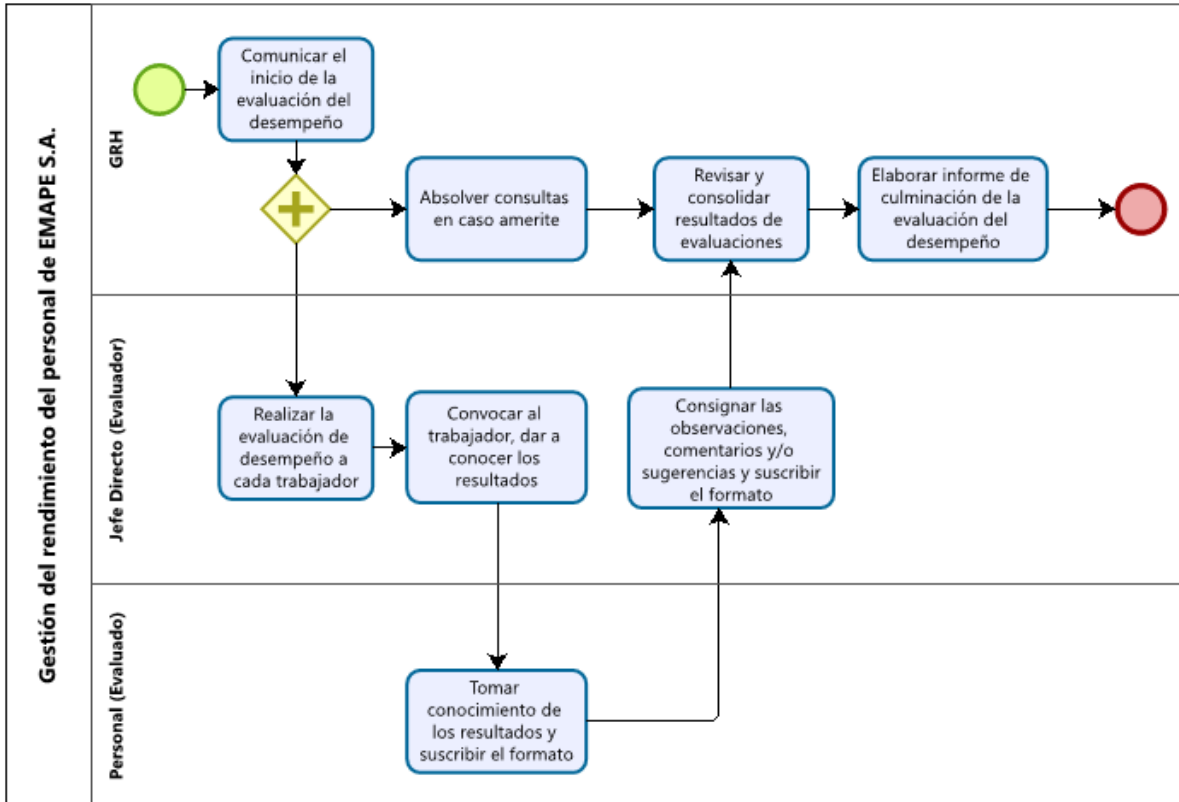 Gestión del rendimiento del personal de EMAPE S.A.
GRH
Comunicar el
inicio de la
evaluación del
desempeño
Absolver consultas
en caso amerite
Revisar y
consolidar
resultados de
evaluaciones
Elaborar informe de
culminación de la
evaluación del
desempeño
Jefe Directo (Evaluador)
Realizar la
evaluación de
desempeño a
cada trabajador
Convocar al
trabajador, dar a
conocer los
resultados
Consignar las
observaciones,
comentarios y/o
sugerencias y suscribir
el formato
Personal (Evaluado)
Tomar
conocimiento de
los resultados y
suscribir el formato